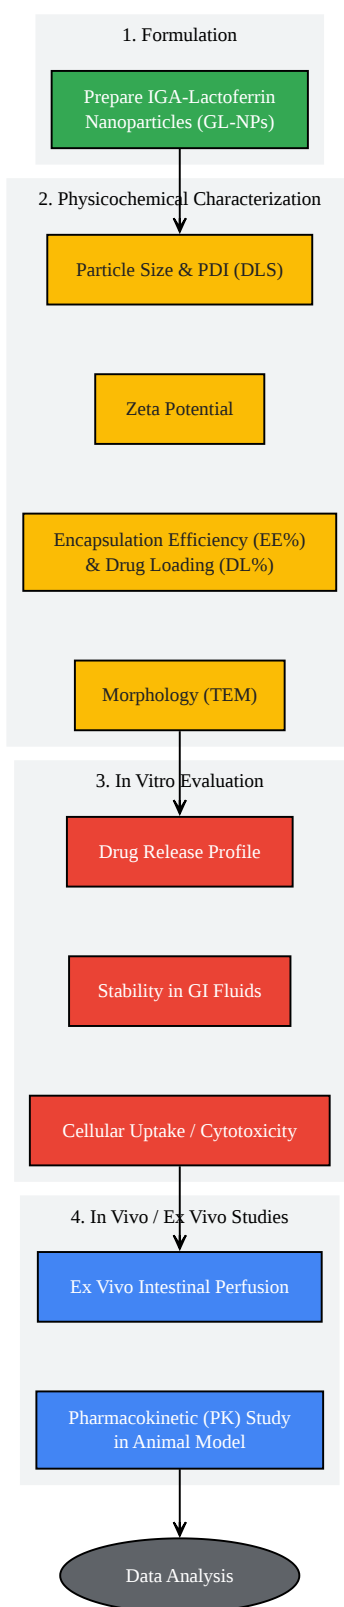 1. Formulation
Prepare IGA-Lactoferrin
Nanoparticles (GL-NPs)
2. Physicochemical Characterization
Particle Size & PDI (DLS)
Zeta Potential
Encapsulation Efficiency (EE%)
& Drug Loading (DL%)
Morphology (TEM)
3. In Vitro Evaluation
Drug Release Profile
Stability in GI Fluids
Cellular Uptake / Cytotoxicity
4. In Vivo / Ex Vivo Studies
Ex Vivo Intestinal Perfusion
Pharmacokinetic (PK) Study
in Animal Model
Data Analysis